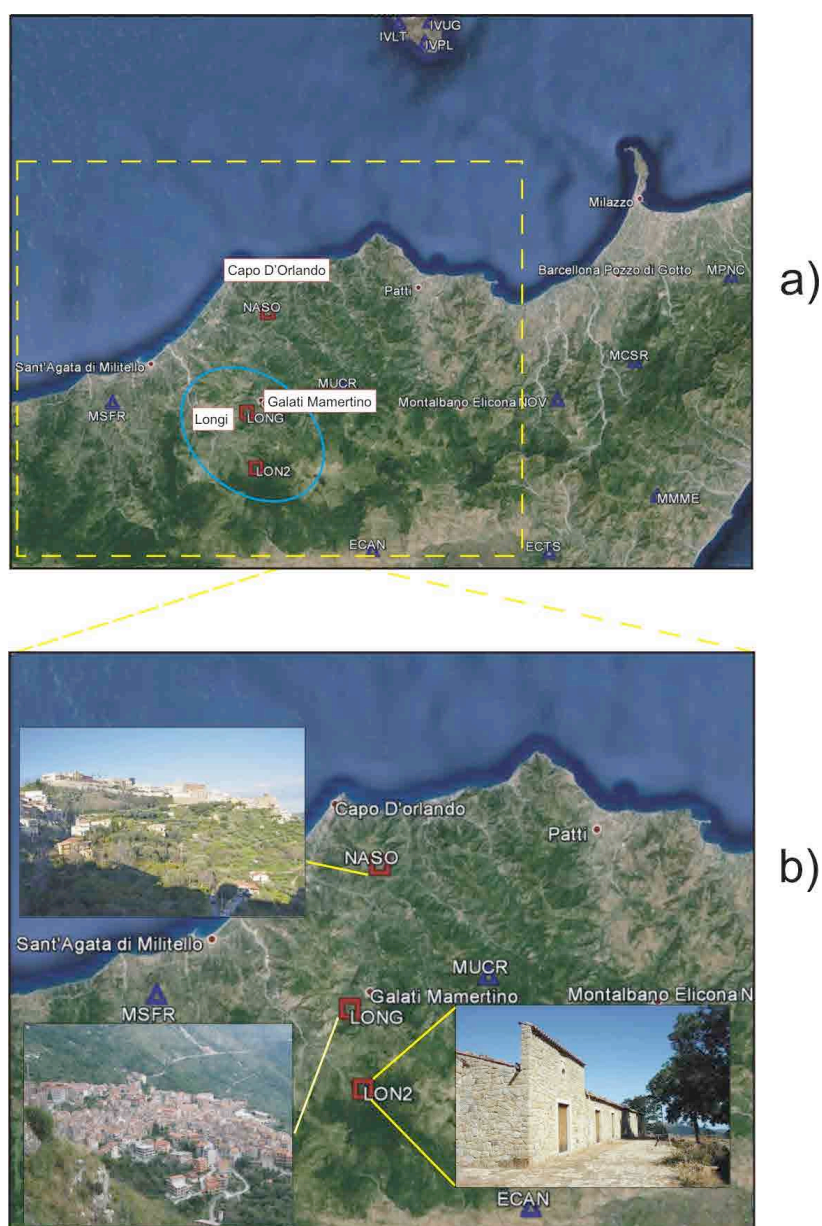 IVUG
IVLT
IVPL
Milazzo
Capo D'Orlando
Barcellona Pozzo di Gotto
MPNC
Patti
NASO
a)
Sant'Agata di Militello
MCSR
MUCR
Galati Mamertino
Montalbano Elicona NOV
MSFR
Longi
LONG
LON2
MMME
ECAN
ECTS
Capo D'orlando
Patti
NASO
b)
Sant'Agata di Militello
MUCR
Galati Mamertino
Montalbano Elicona N
MSFR
LONG
LON2
ECAN